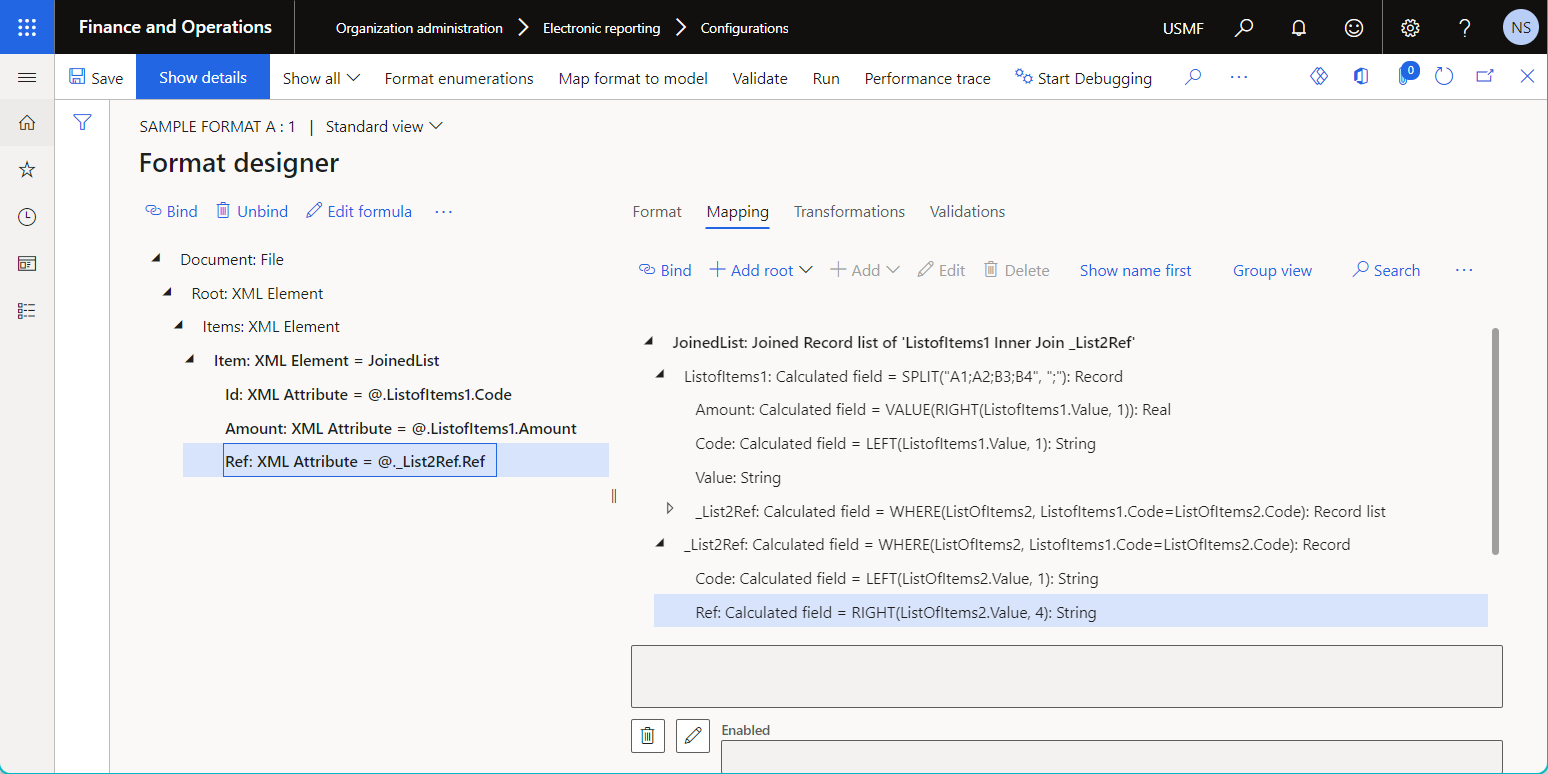 Finance and Operations Organization administration Electronic reporting Configurations USMF ? NS
Save Show details Show all Format enumerations Map format to model Validate Run Performance trace Start Debugging ··· 0
SAMPLE FORMAT A : 1 | Standard view
Format designer
Bind Unbind Edit formula ···
Document: File
Root: XML Element
Items: XML Element
Item: XML Element = JoinedList
Id: XML Attribute = @.ListofItems1.Code
Amount: XML Attribute = @.ListofItems1.Amount
Ref: XML Attribute = @._List2Ref.Ref
Format Mapping Transformations Validations
Bind Add root Add Edit Delete Show name first Group view Search ···
JoinedList: Joined Record list of 'ListofItems1 Inner Join _List2Ref'
ListofItems1: Calculated field = SPLIT("A1;A2;B3;B4", ";"): Record
Amount: Calculated field = VALUE(RIGHT(ListofItems1.Value, 1)): Real
Code: Calculated field = LEFT(ListofItems1.Value, 1): String
Value: String
_List2Ref: Calculated field = WHERE(ListOfItems2, ListofItems1.Code=ListOfItems2.Code): Record list
_List2Ref: Calculated field = WHERE(ListOfItems2, ListofItems1.Code=ListOfItems2.Code): Record
Code: Calculated field = LEFT(ListOfItems2.Value, 1): String
Ref: Calculated field = RIGHT(ListOfItems2.Value, 4): String
Enabled